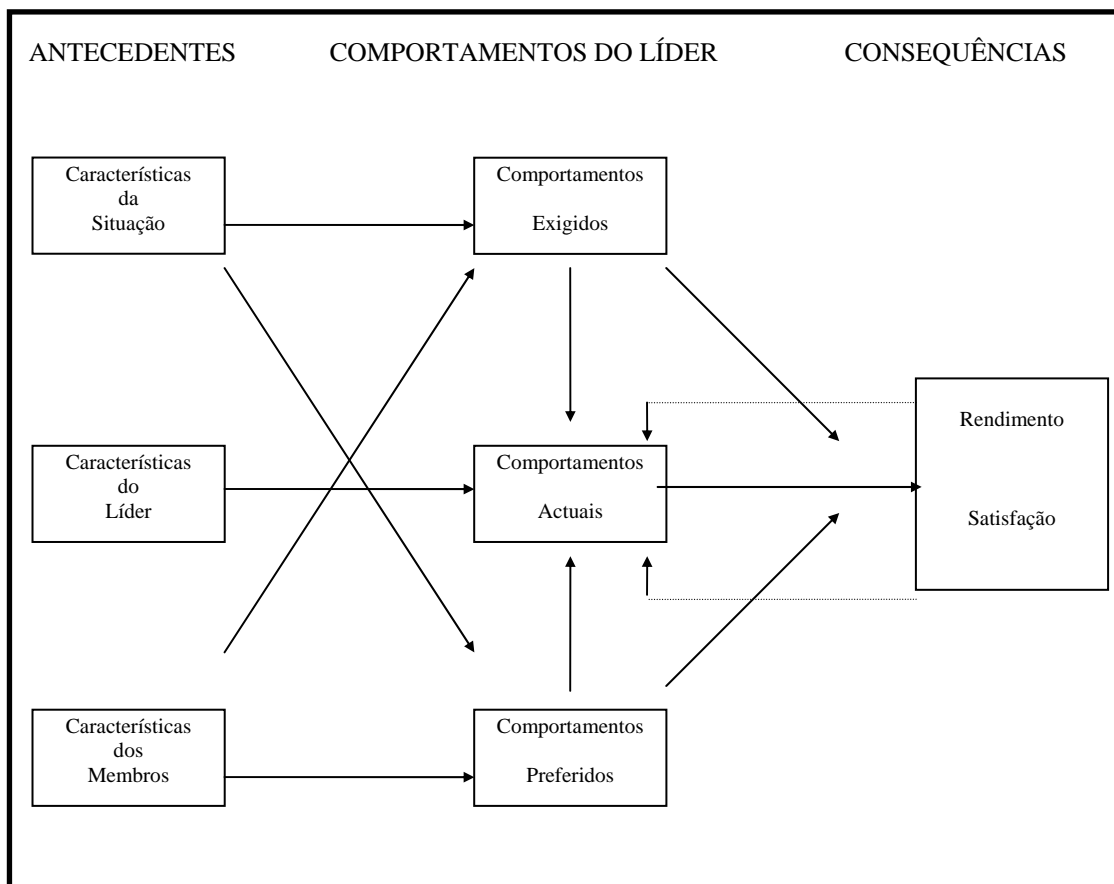 ANTECEDENTES
COMPORTAMENTOS DO LÍDER
CONSEQUÊNCIAS
Características
da
Situação
Comportamentos
Exigidos
Características
do
Líder
Comportamentos
Actuais
Rendimento
Satisfação
Características
dos
Membros
Comportamentos
Preferidos